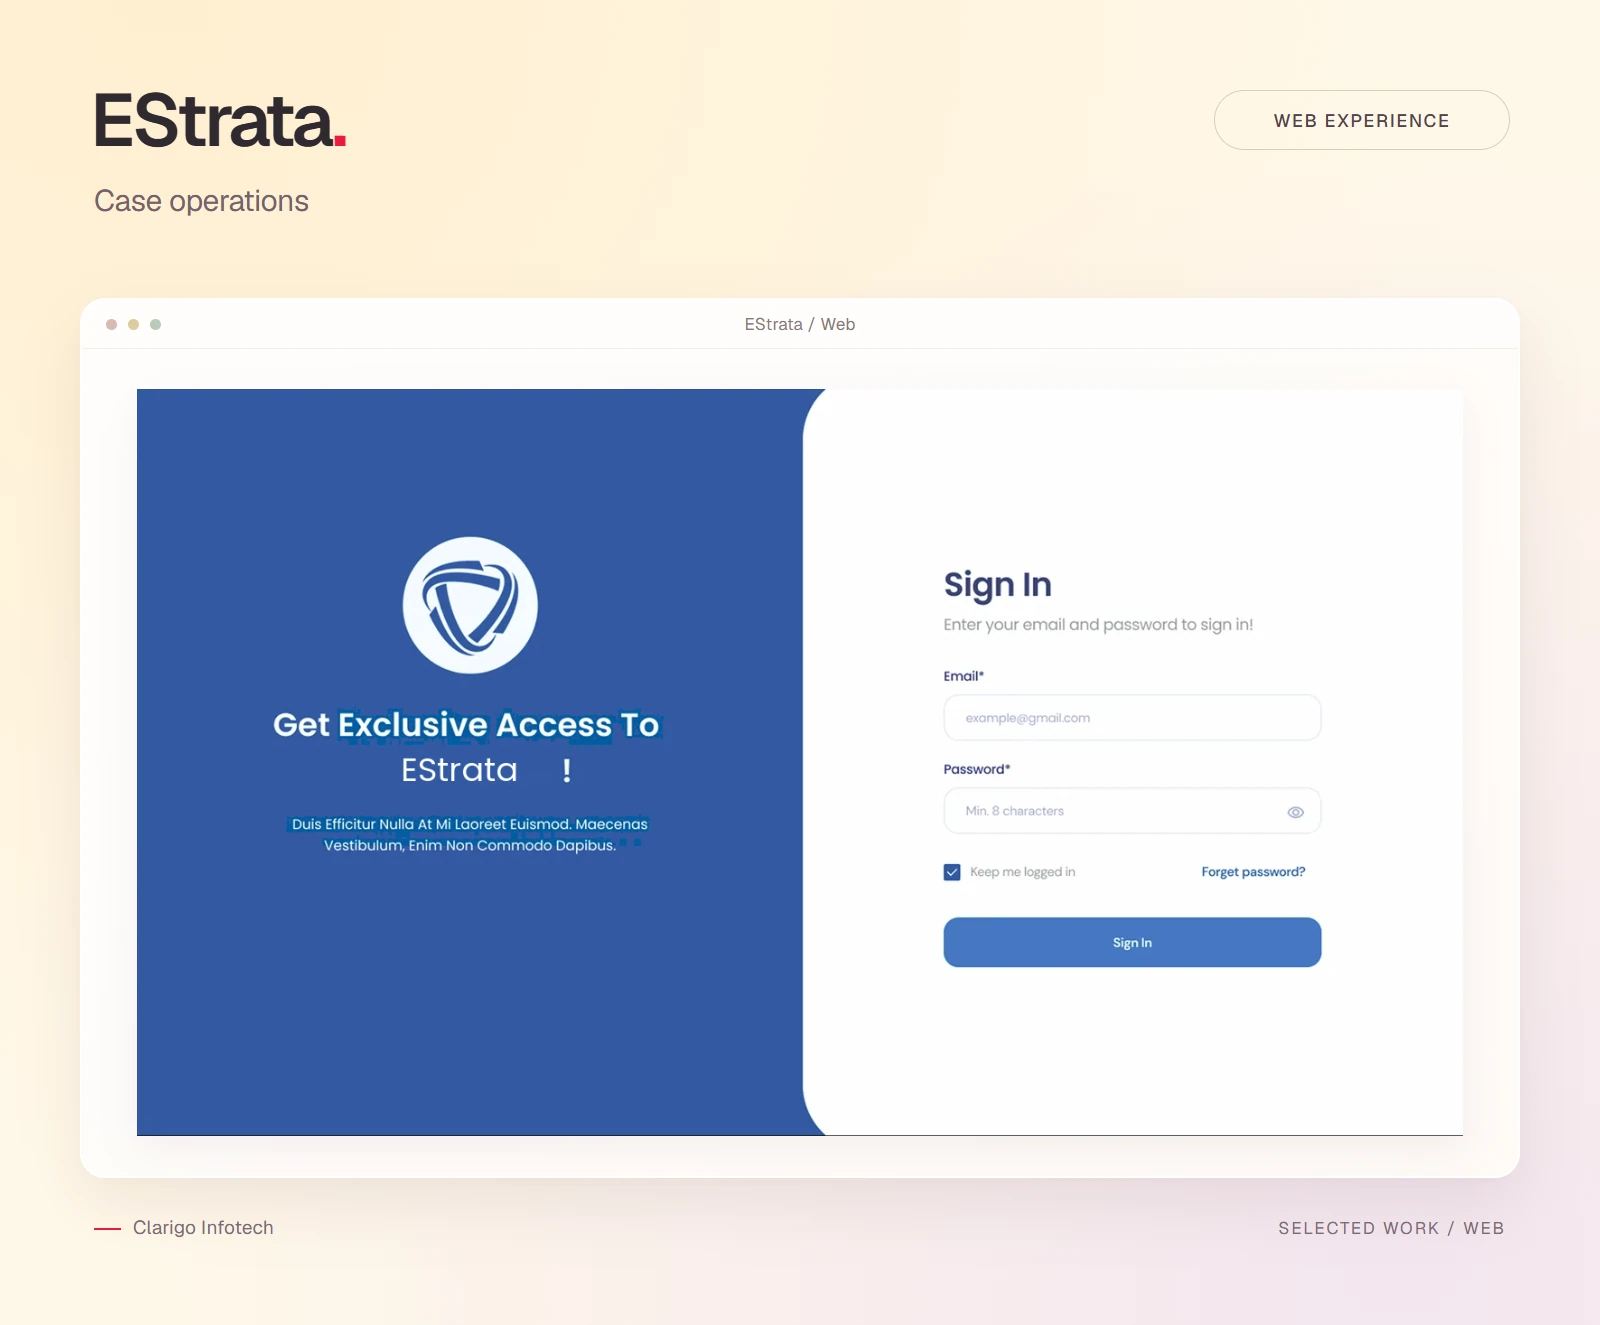 EStrata.
WEB EXPERIENCE
Case operations
EStrata / Web
Get Exclusive Access To
EStrata !
Duis Efficitur Nulla At Mi Laoreet Euismod. Maecenas
Vestibulum, Enim Non Commodo Dapibus.
Sign In
Enter your email and password to sign in!
Email*
example@gmail.com
Password*
Min. 8 characters
Keep me logged in
Forget password?
Sign In
Clarigo Infotech
SELECTED WORK / WEB